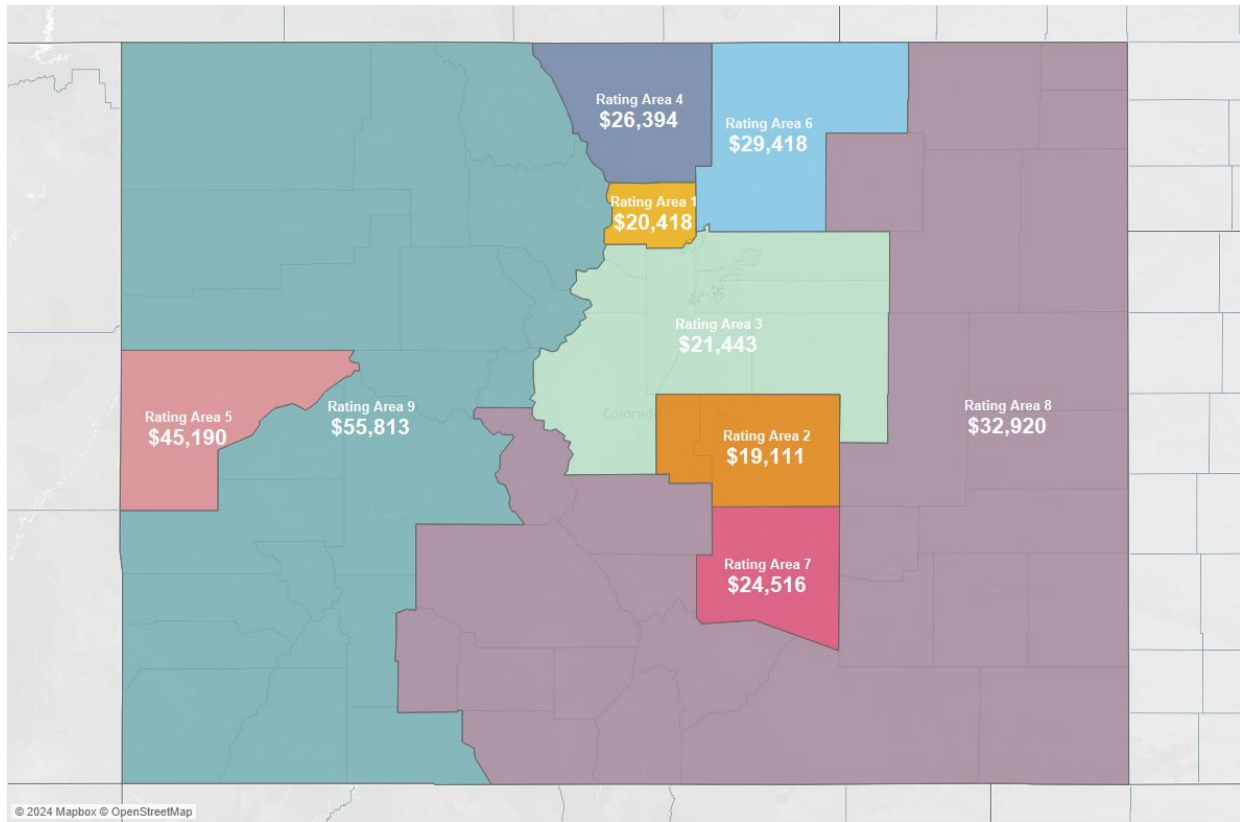 Rating Area 4
$26,394
Rating Area 6
$29,418
Rating Area 1
$20,418
Rating Area 3
$21,443
Rating Area 5
$45,190
Rating Area 9
$55,813
Colorado
Rating Area 8
$32,920
Rating Area 2
$19,111
Rating Area 7
$24,516
© 2024 Mapbox © OpenStreetMap